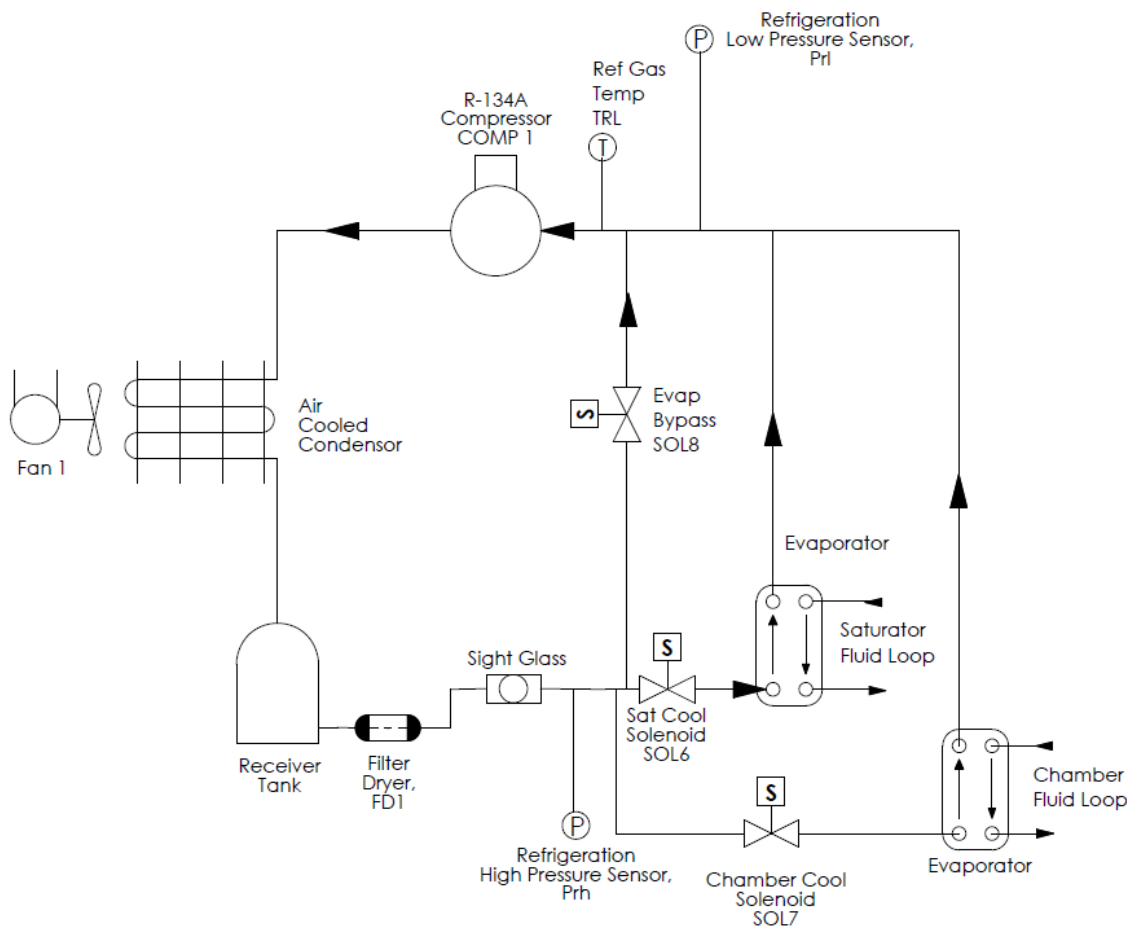 Refrigeration
Low Pressure Sensor,
Prl
P
Ref Gas
Temp
TRL
T
R-134A
Compressor
COMP 1
Air
Cooled
Condensor
Fan 1
S
Evap
Bypass
SOL8
Evaporator
Saturator
Fluid Loop
Sight Glass
S
Sat Cool
Solenoid
SOL6
Receiver
Tank
Filter
Dryer,
FD1
P
Refrigeration
High Pressure Sensor,
Prh
S
Chamber Cool
Solenoid
SOL7
Chamber
Fluid Loop
Evaporator